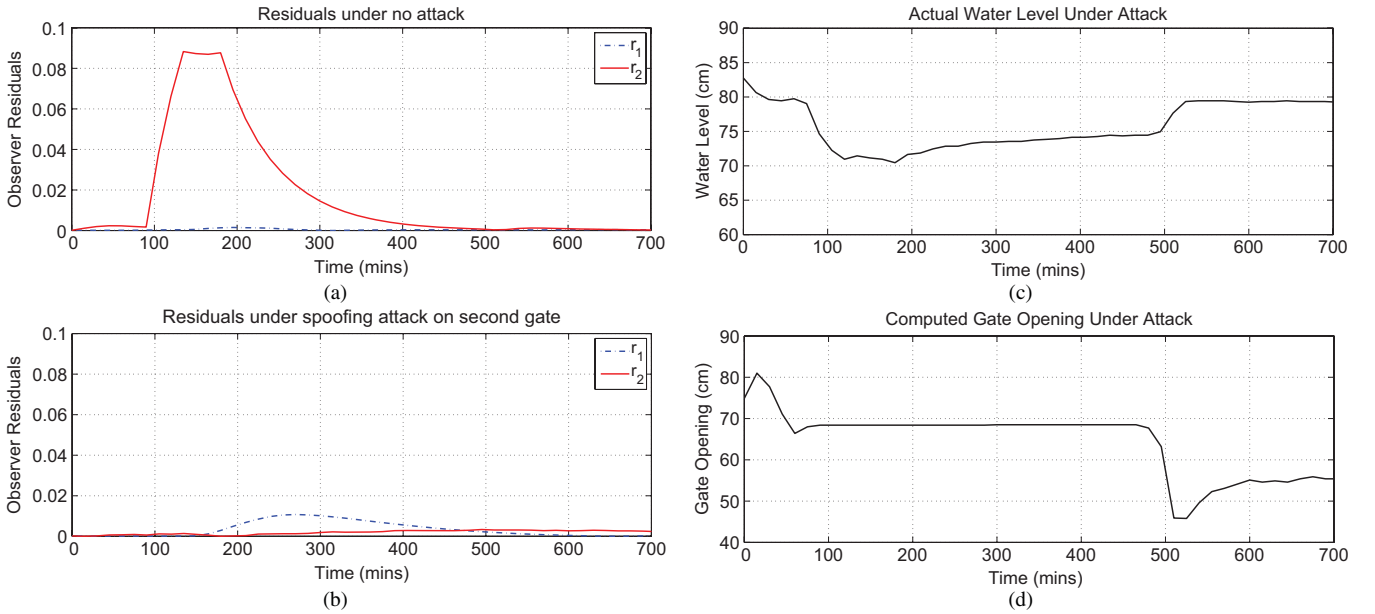 Residuals under no attack
0.1
0.08
0.06
0.04
0.02
0
Observer Residuals
r1
r2
0 100 200 300 400 500 600 700
Time (mins)
(a)
Residuals under spoofing attack on second gate
0.1
0.08
0.06
0.04
0.02
0
Observer Residuals
r1
r2
0 100 200 300 400 500 600 700
Time (mins)
(b)
Actual Water Level Under Attack
90
85
80
75
70
65
60
Water Level (cm)
0 100 200 300 400 500 600 700
Time (mins)
(c)
Computed Gate Opening Under Attack
90
80
70
60
50
40
Gate Opening (cm)
0 100 200 300 400 500 600 700
Time (mins)
(d)